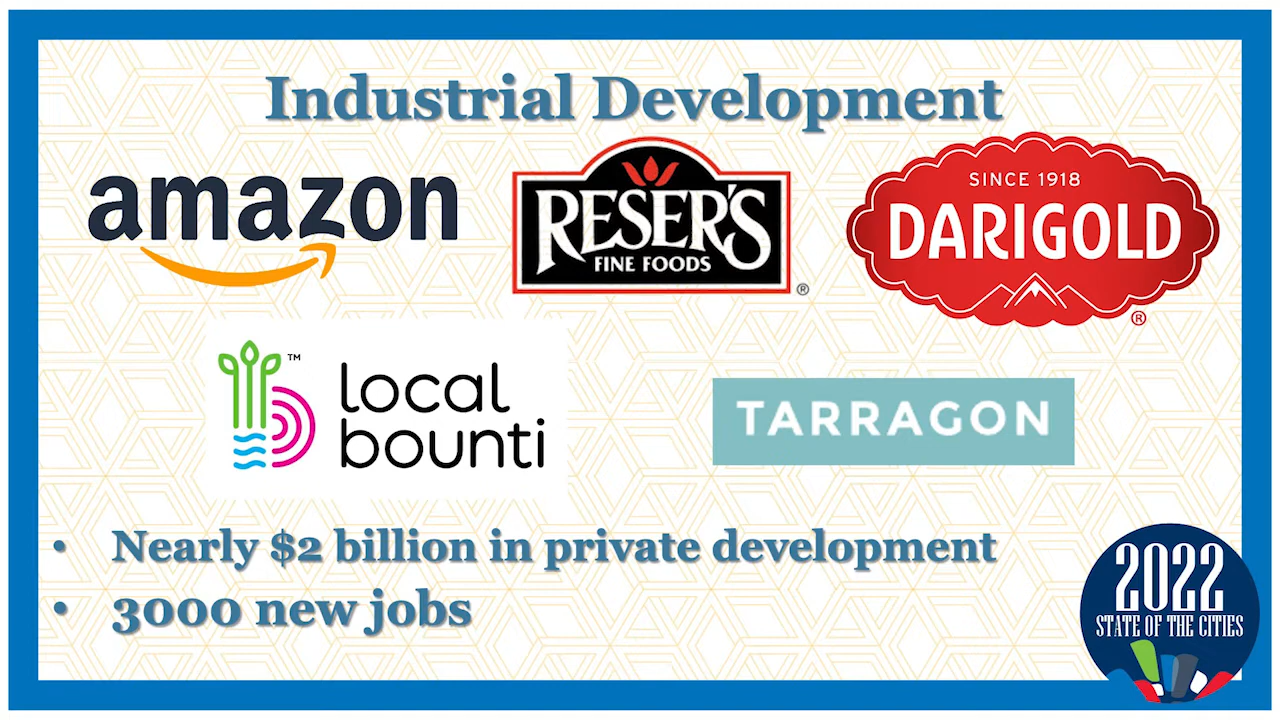 Industrial Development
amazon
RESER'S
FINE FOODS
®
SINCE 1918
DARIGOLD
®
local
bounti
™
TARRAGON
• Nearly $2 billion in private development
• 3000 new jobs
2022
STATE OF THE CITIES